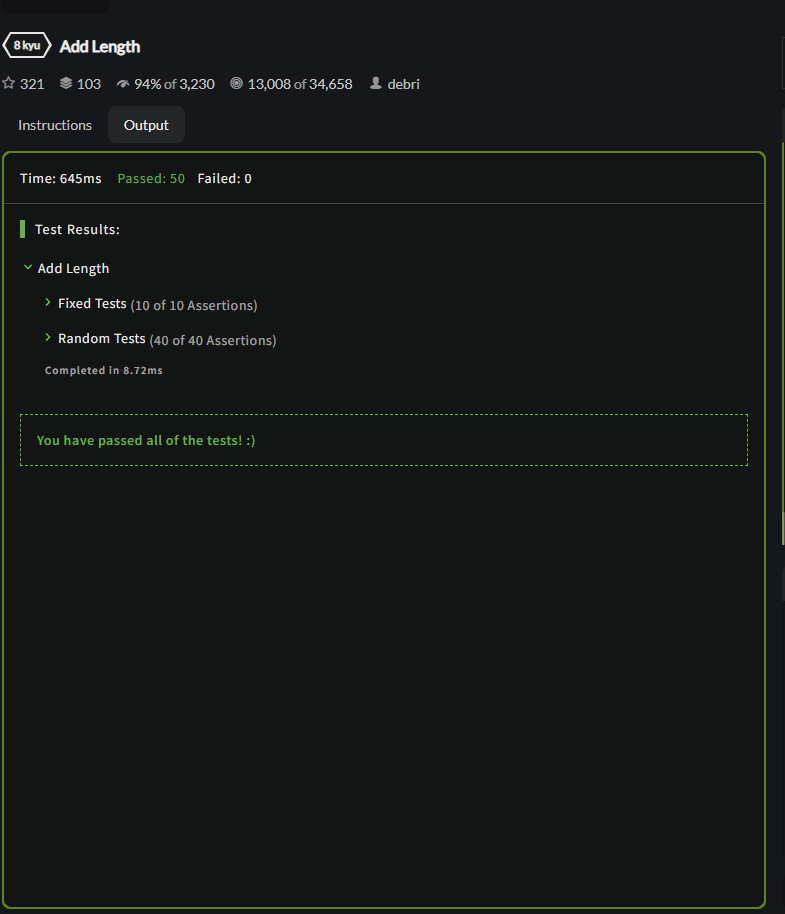 8 kyu Add Length
321 103 94% of 3,230 13,008 of 34,658 debri
Instructions Output
Time: 645ms Passed: 50 Failed: 0
Test Results:
Add Length
Fixed Tests (10 of 10 Assertions)
Random Tests (40 of 40 Assertions)
Completed in 8.72ms
You have passed all of the tests! :)